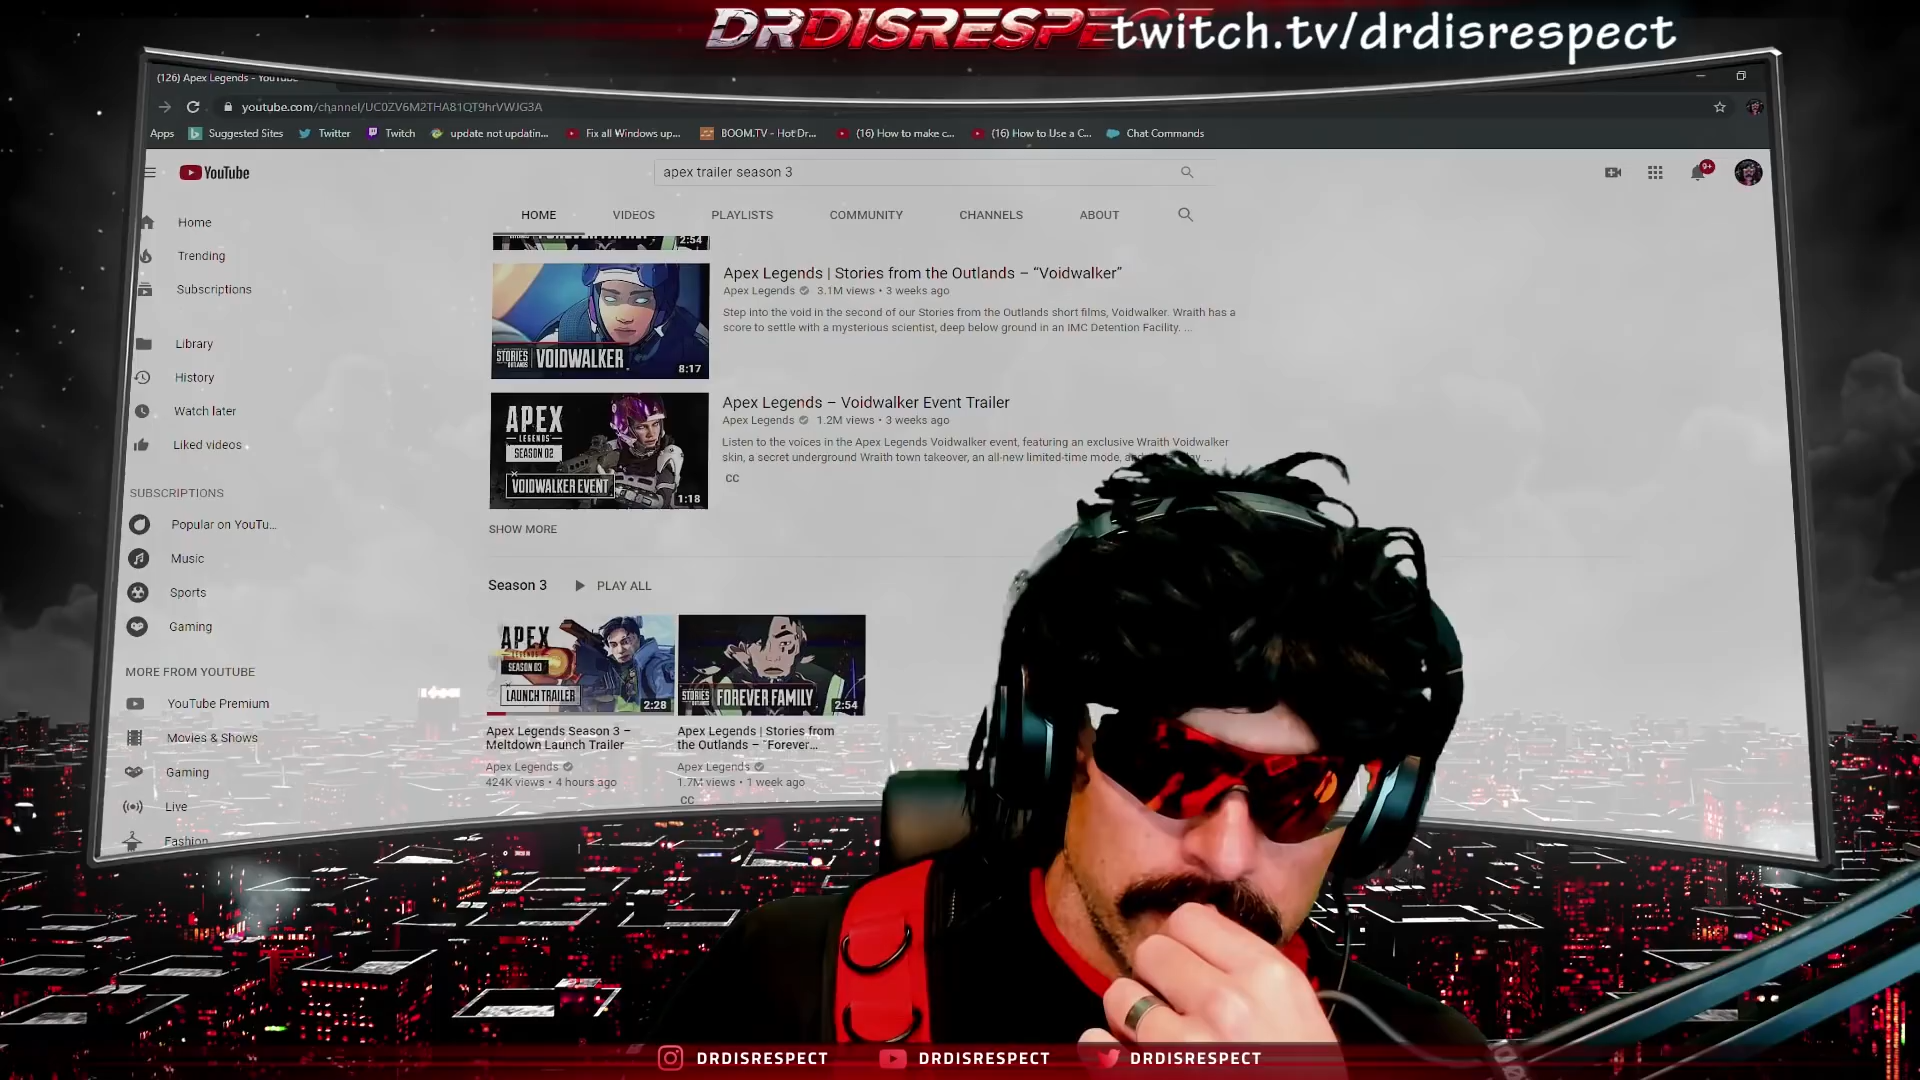 DRDISRESPECT
twitch.tv/drdisrespect
(126) Apex Legends - YouTube
youtube.com/channel/UC0ZV6M2THA81QT9hrVWJG3A
Apps Suggested Sites Twitter Twitch update not updatin... Fix all Windows up... BOOM.TV - Hot Dr... (16) How to make c... (16) How to Use a C... Chat Commands
YouTube
apex trailer season 3
9+
HOME VIDEOS PLAYLISTS COMMUNITY CHANNELS ABOUT
Home
Trending
Subscriptions
Library
History
Watch later
Liked videos
SUBSCRIPTIONS
Popular on YouTu...
Music
Sports
Gaming
MORE FROM YOUTUBE
YouTube Premium
Movies & Shows
Gaming
Live
Fashion
2:54
STORIES
OUTLANDS
VOIDWALKER
8:17
Apex Legends | Stories from the Outlands – “Voidwalker”
Apex Legends 3.1M views • 3 weeks ago
Step into the void in the second of our Stories from the Outlands short films, Voidwalker. Wraith has a
score to settle with a mysterious scientist, deep below ground in an IMC Detention Facility. ...
APEX
LEGENDS
SEASON 02
VOIDWALKER EVENT
1:18
Apex Legends – Voidwalker Event Trailer
Apex Legends 1.2M views • 3 weeks ago
Listen to the voices in the Apex Legends Voidwalker event, featuring an exclusive Wraith Voidwalker
skin, a secret underground Wraith town takeover, an all-new limited-time mode,
CC
SHOW MORE
Season 3 PLAY ALL
APEX
LEGENDS
SEASON 03
LAUNCH TRAILER
2:28
Apex Legends Season 3 –
Meltdown Launch Trailer
Apex Legends
424K views • 4 hours ago
STORIES
OUTLANDS
FOREVER FAMILY
2:54
Apex Legends | Stories from
the Outlands – “Forever...
Apex Legends
1.7M views • 1 week ago
CC
DRDISRESPECT DRDISRESPECT DRDISRESPECT